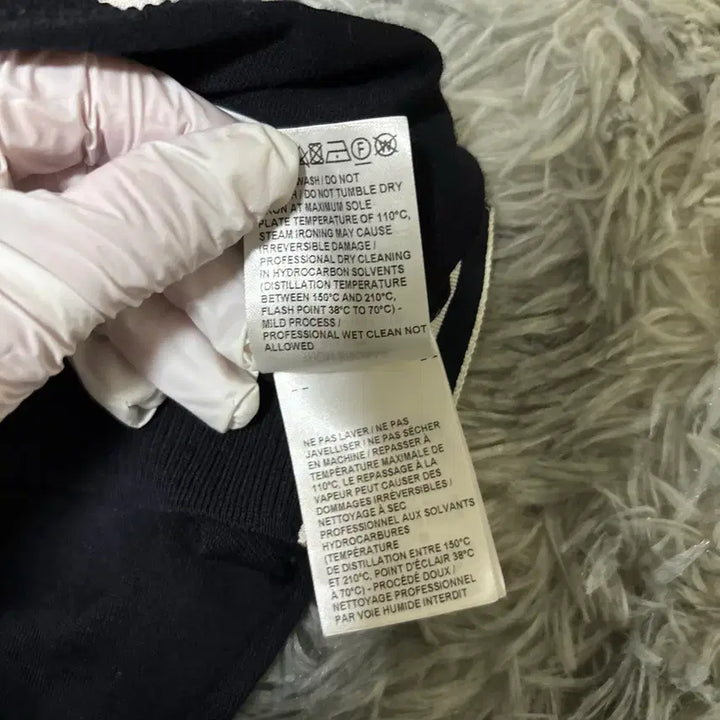 F W
WASH / DO NOT
/ DO NOT TUMBLE DRY
AT MAXIMUM SOLE
PLATE TEMPERATURE OF 110°C,
STEAM IRONING MAY CAUSE
IRREVERSIBLE DAMAGE /
PROFESSIONAL DRY CLEANING
IN HYDROCARBON SOLVENTS
(DISTILLATION TEMPERATURE
BETWEEN 150°C AND 210°C,
FLASH POINT 38°C TO 70°C) -
MILD PROCESS /
PROFESSIONAL WET CLEAN NOT
ALLOWED
NE PAS LAVER / NE PAS
JAVELLISER / NE PAS SÉCHER
EN MACHINE / REPASSER À
TEMPÉRATURE MAXIMALE DE
110°C, LE REPASSAGE À LA
VAPEUR PEUT CAUSER DES
DOMMAGES IRRÉVERSIBLES /
NETTOYAGE À SEC
PROFESSIONNEL AUX SOLVANTS
HYDROCARBURES
(TEMPÉRATURE
DE DISTILLATION ENTRE 150°C
ET 210°C, POINT D'ÉCLAIR 38°C
À 70°C) - PROCÉDÉ DOUX /
NETTOYAGE PROFESSIONNEL
PAR VOIE HUMIDE INTERDIT